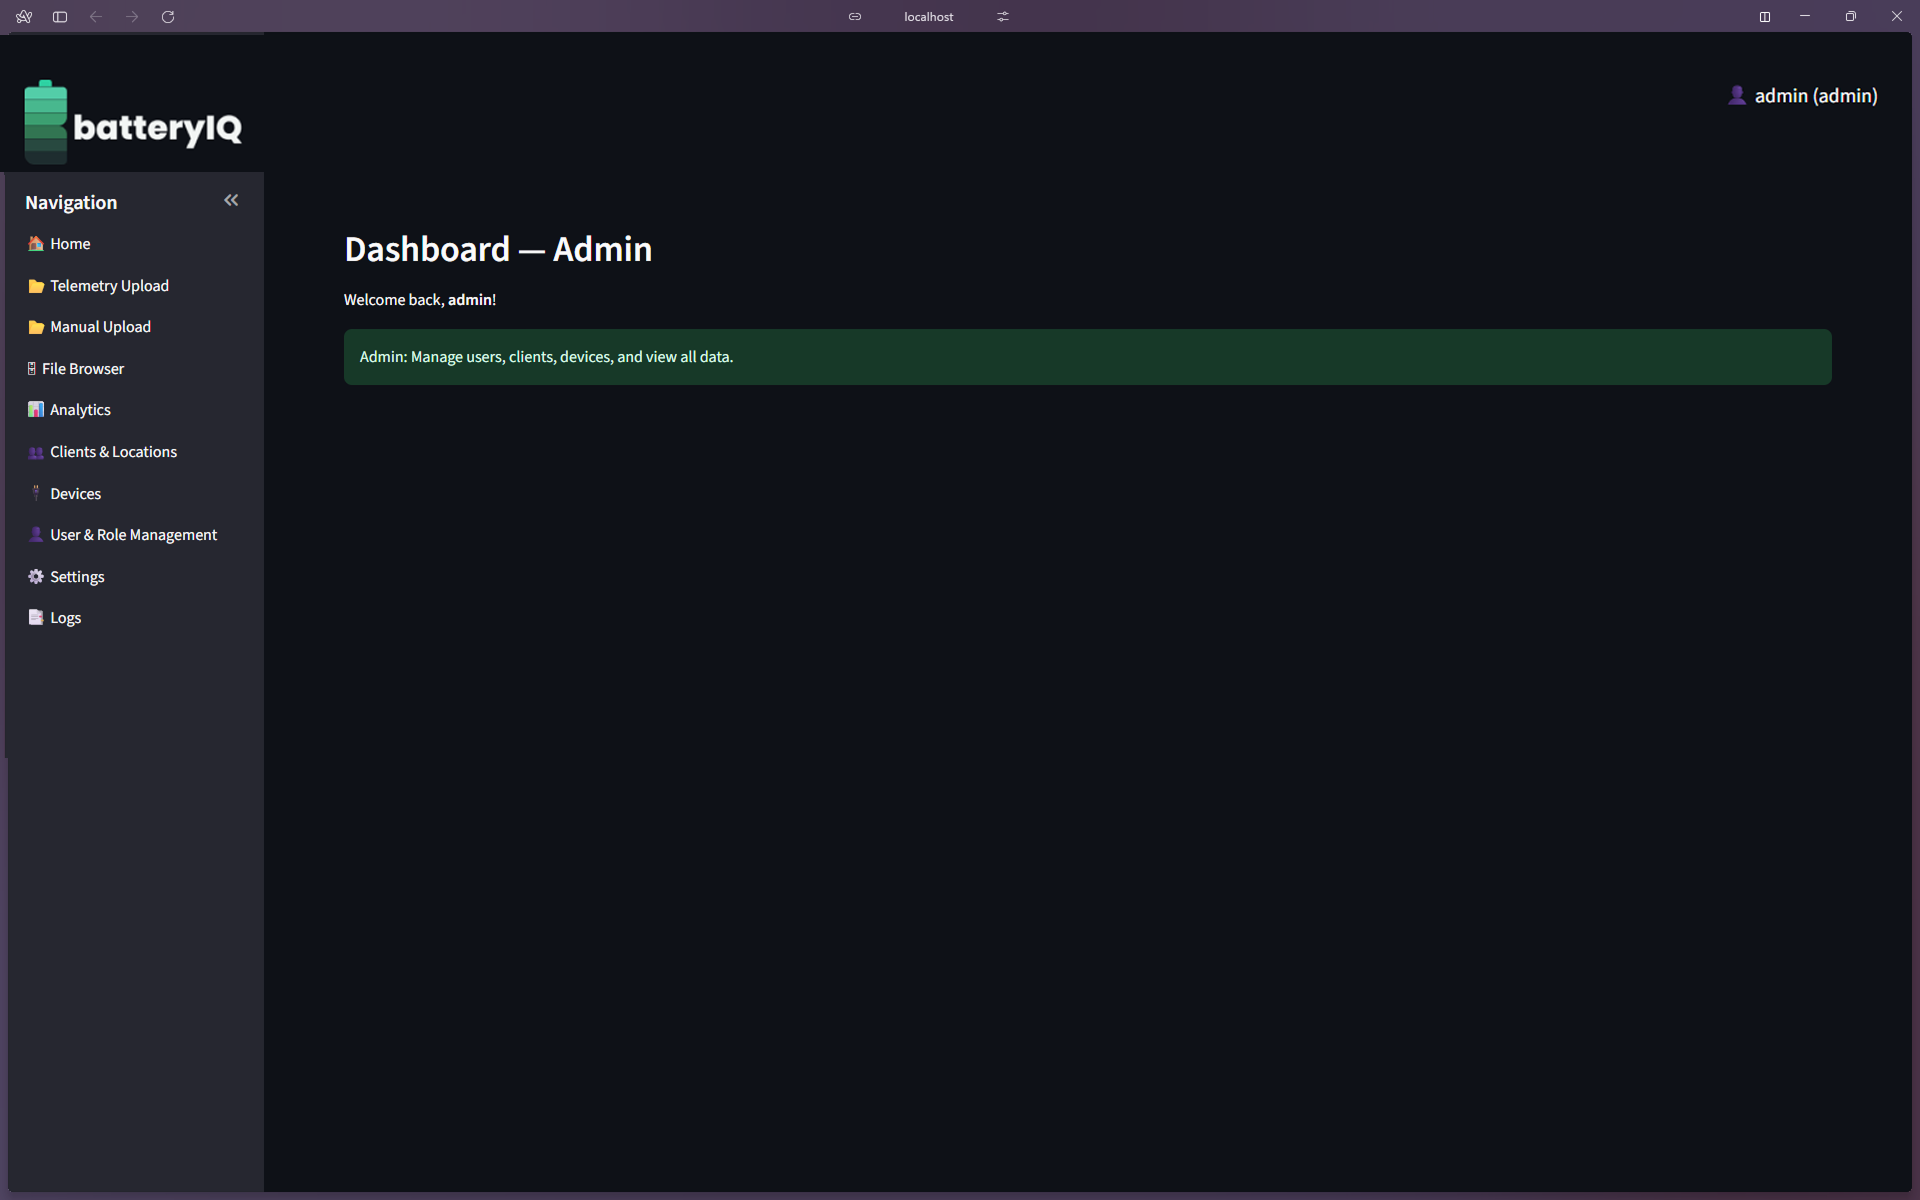 localhost
batteryIQ
admin (admin)
Navigation
Home
Telemetry Upload
Manual Upload
File Browser
Analytics
Clients & Locations
Devices
User & Role Management
Settings
Logs
Dashboard — Admin
Welcome back, admin!
Admin: Manage users, clients, devices, and view all data.